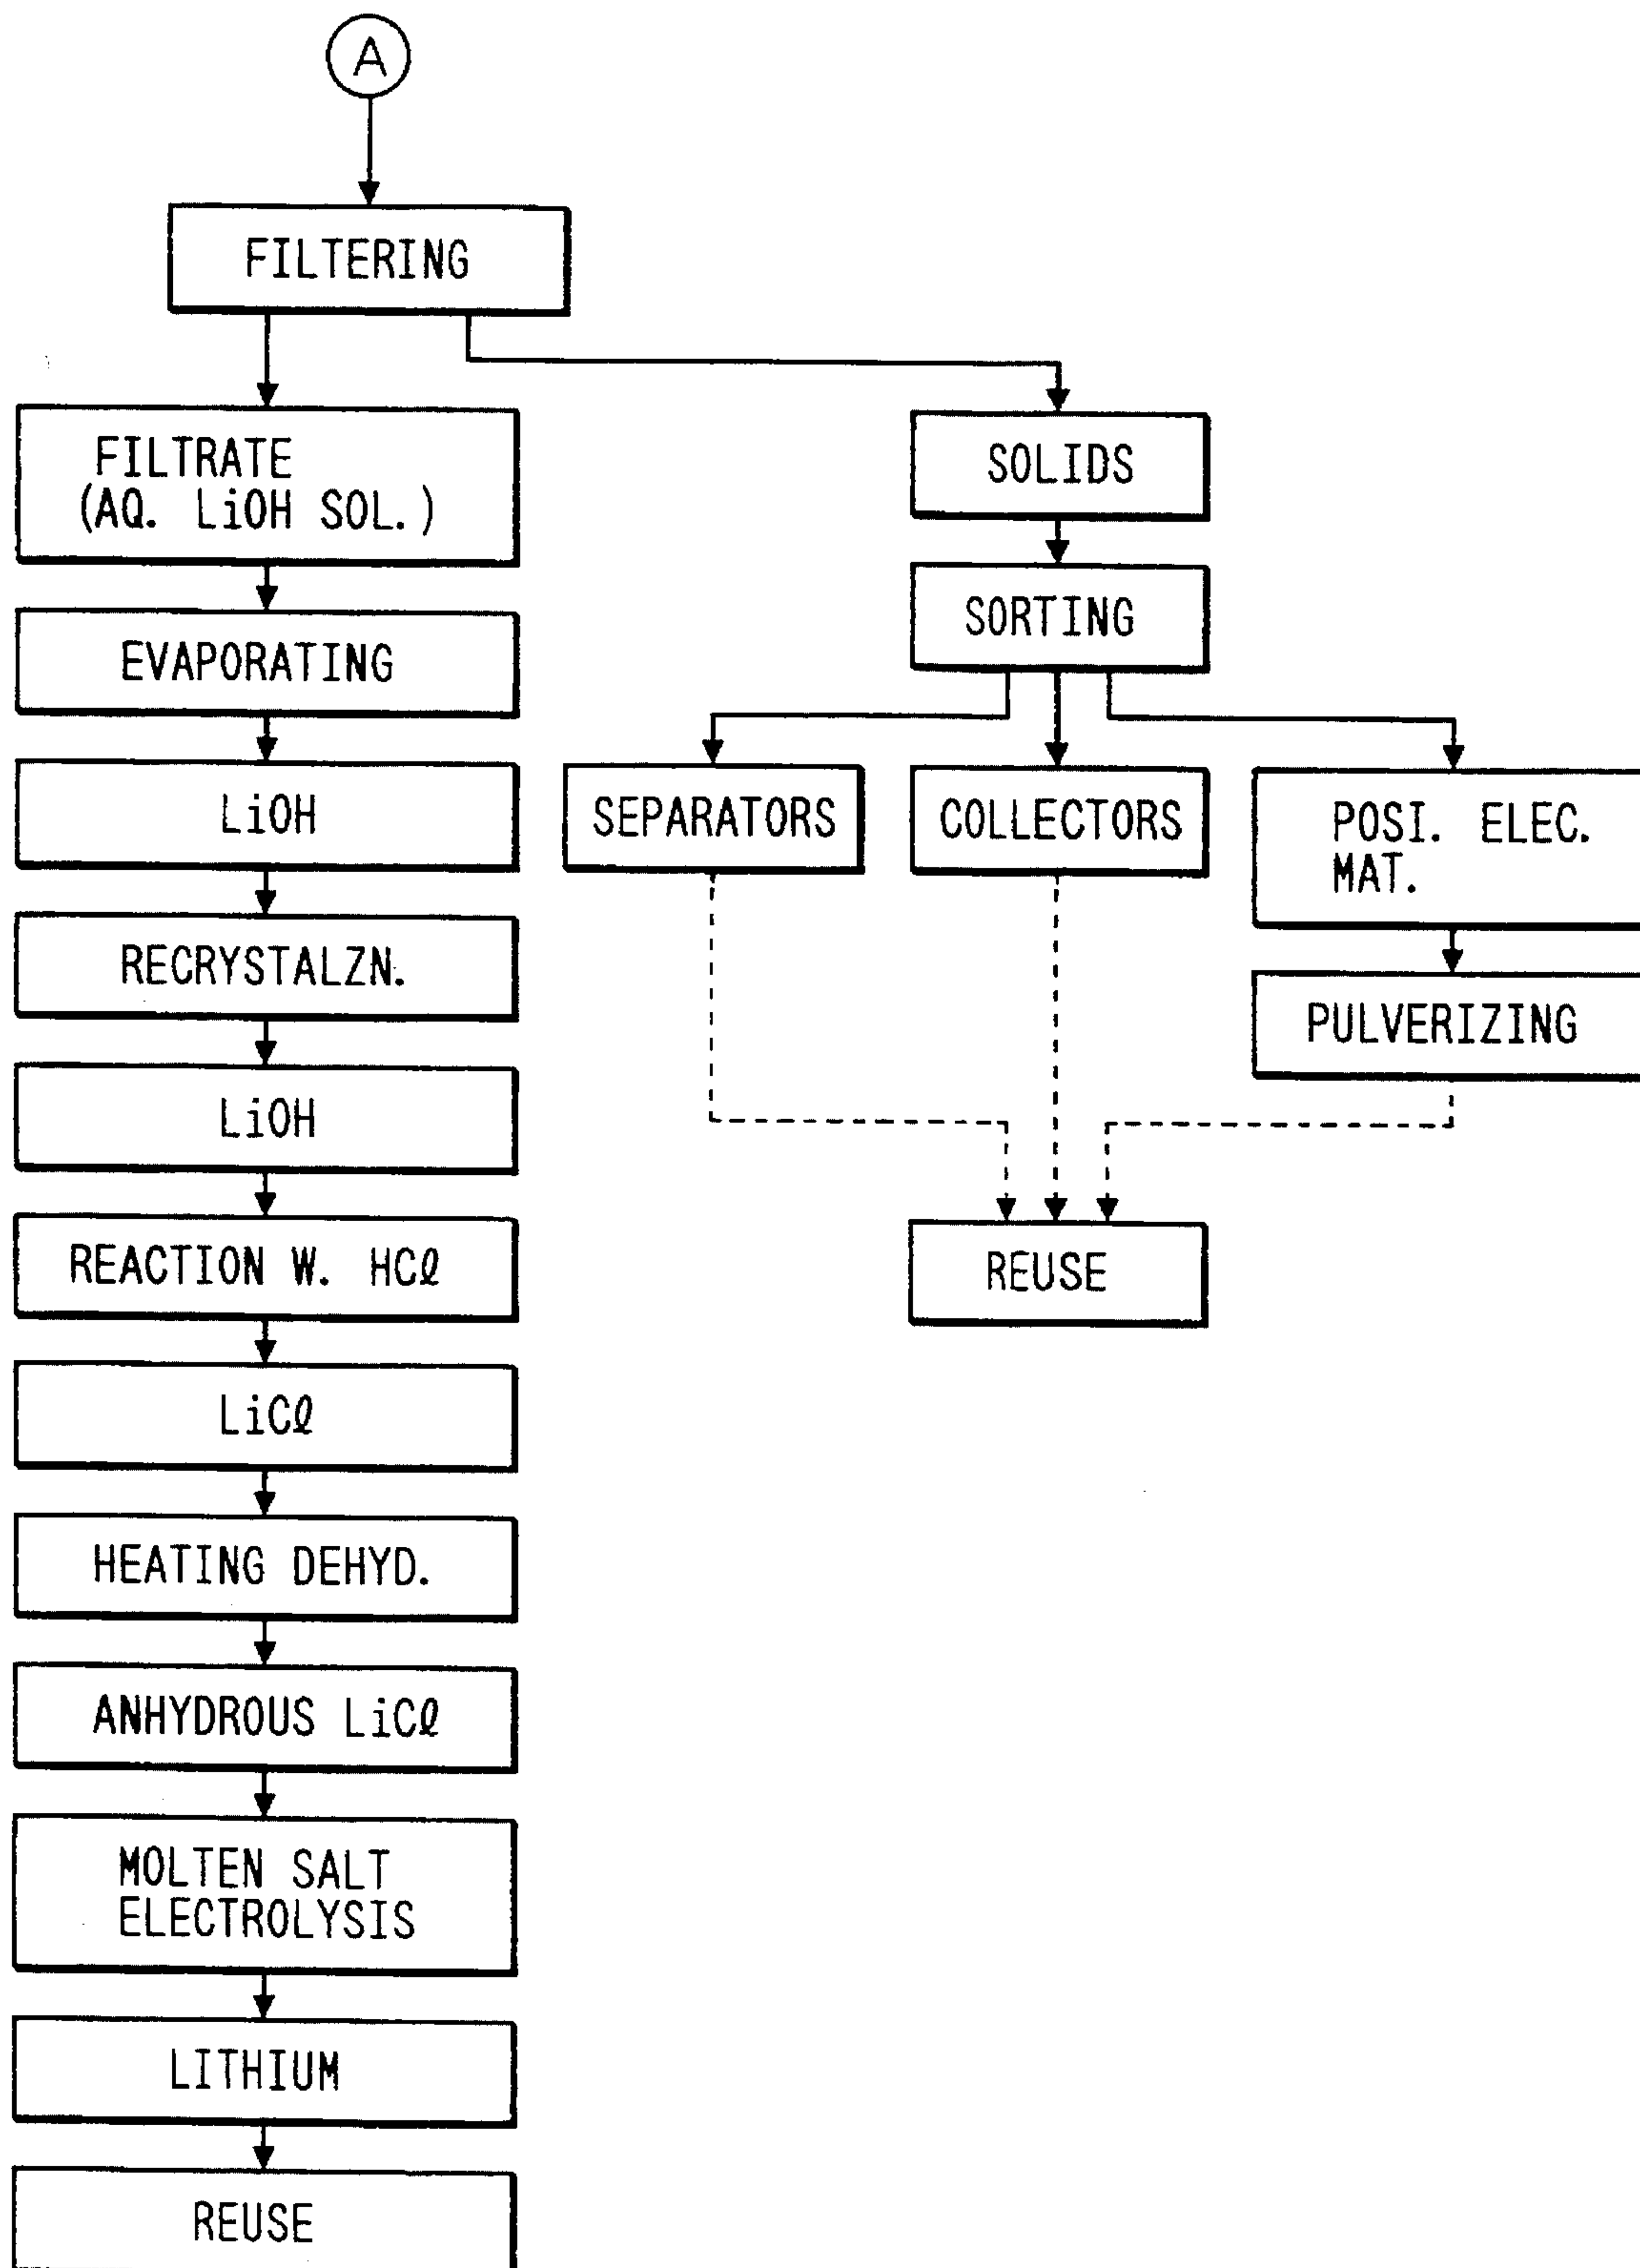 A
FILTERING
FILTRATE
(AQ. LiOH SOL.)
EVAPORATING
LiOH
RECRYSTALZN.
LiOH
REACTION W. HCℓ
LiCℓ
HEATING DEHYD.
ANHYDROUS LiCℓ
MOLTEN SALT
ELECTROLYSIS
LITHIUM
REUSE
SOLIDS
SORTING
SEPARATORS
COLLECTORS
POSI. ELEC.
MAT.
PULVERIZING
REUSE